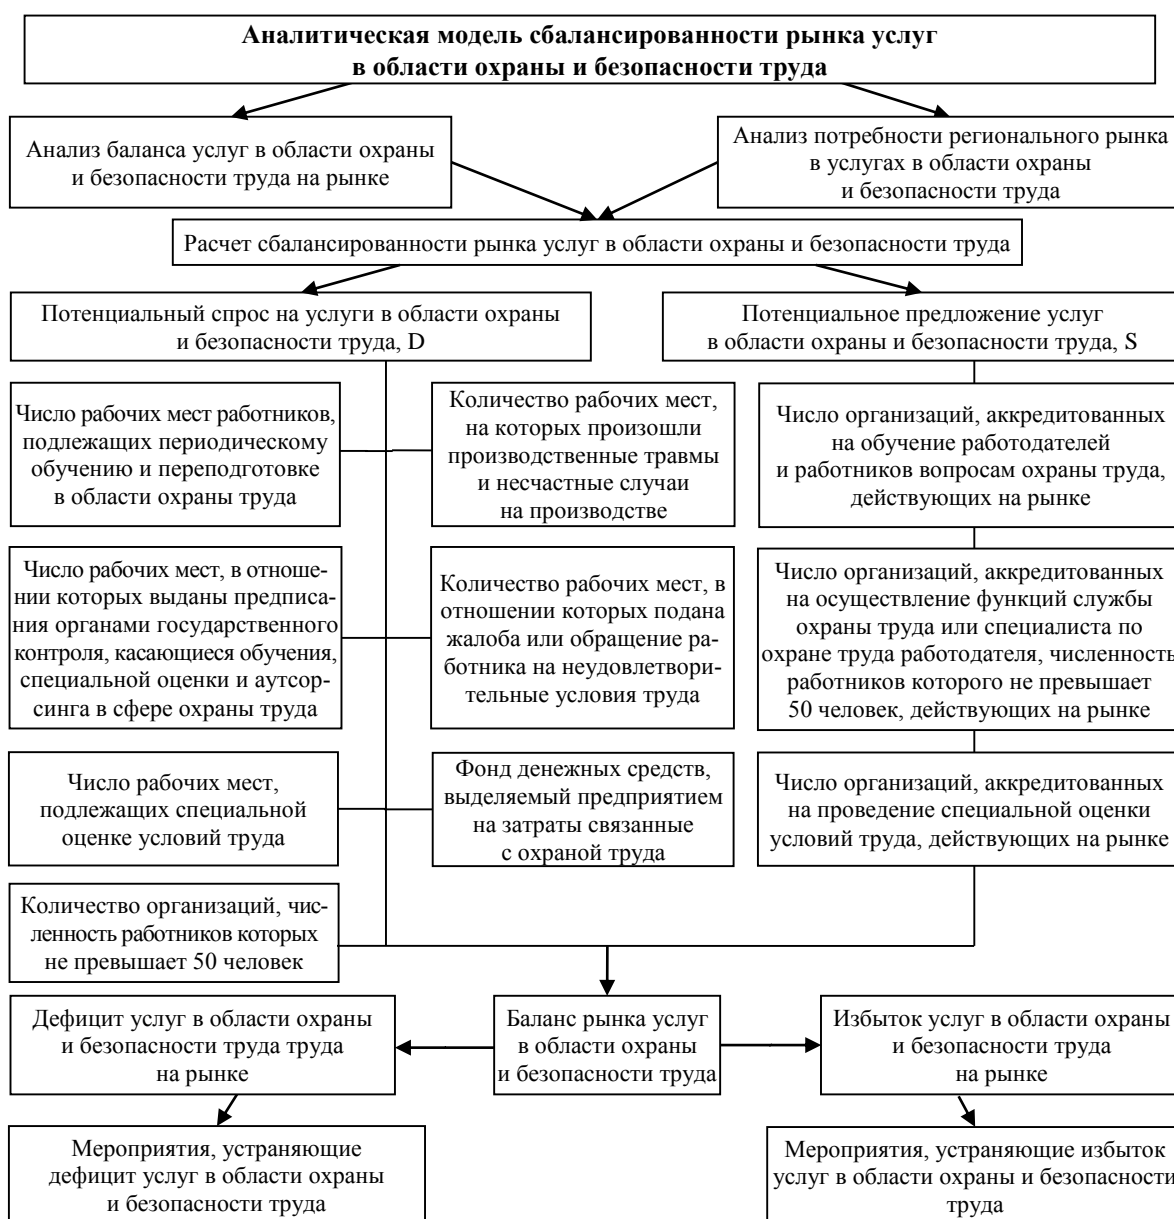 Аналитическая модель сбалансированности рынка услуг
в области охраны и безопасности труда
Анализ баланса услуг в области охраны
и безопасности труда на рынке
Анализ потребности регионального рынка
в услугах в области охраны
и безопасности труда
Расчет сбалансированности рынка услуг в области охраны и безопасности труда
Потенциальный спрос на услуги в области охраны
и безопасности труда, D
Потенциальное предложение услуг
в области охраны и безопасности труда, S
Число рабочих мест работников,
подлежащих периодическому
обучению и переподготовке
в области охраны труда
Количество рабочих мест,
на которых произошли
производственные травмы
и несчастные случаи
на производстве
Число организаций, аккредитованных
на обучение работодателей
и работников вопросам охраны труда,
действующих на рынке
Число рабочих мест, в отноше-
нии которых выданы предписа-
ния органами государственного
контроля, касающиеся обучения,
специальной оценки и аутсор-
синга в сфере охраны труда
Количество рабочих мест, в
отношении которых подана
жалоба или обращение ра-
ботника на неудовлетвори-
тельные условия труда
Число организаций, аккредитованных
на осуществление функций службы
охраны труда или специалиста по
охране труда работодателя, численность
работников которого не превышает
50 человек, действующих на рынке
Число рабочих мест,
подлежащих специальной
оценке условий труда
Фонд денежных средств,
выделяемый предприятием
на затраты связанные
с охраной труда
Число организаций, аккредитованных
на проведение специальной оценки
условий труда, действующих на рынке
Количество организаций, чис-
ленность работников которых
не превышает 50 человек
Дефицит услуг в области охраны
и безопасности труда труда
на рынке
Баланс рынка услуг
в области охраны
и безопасности труда
Избыток услуг в области охраны
и безопасности труда
на рынке
Мероприятия, устраняющие
дефицит услуг в области охраны
и безопасности труда
Мероприятия, устраняющие избыток
услуг в области охраны и безопасности
труда